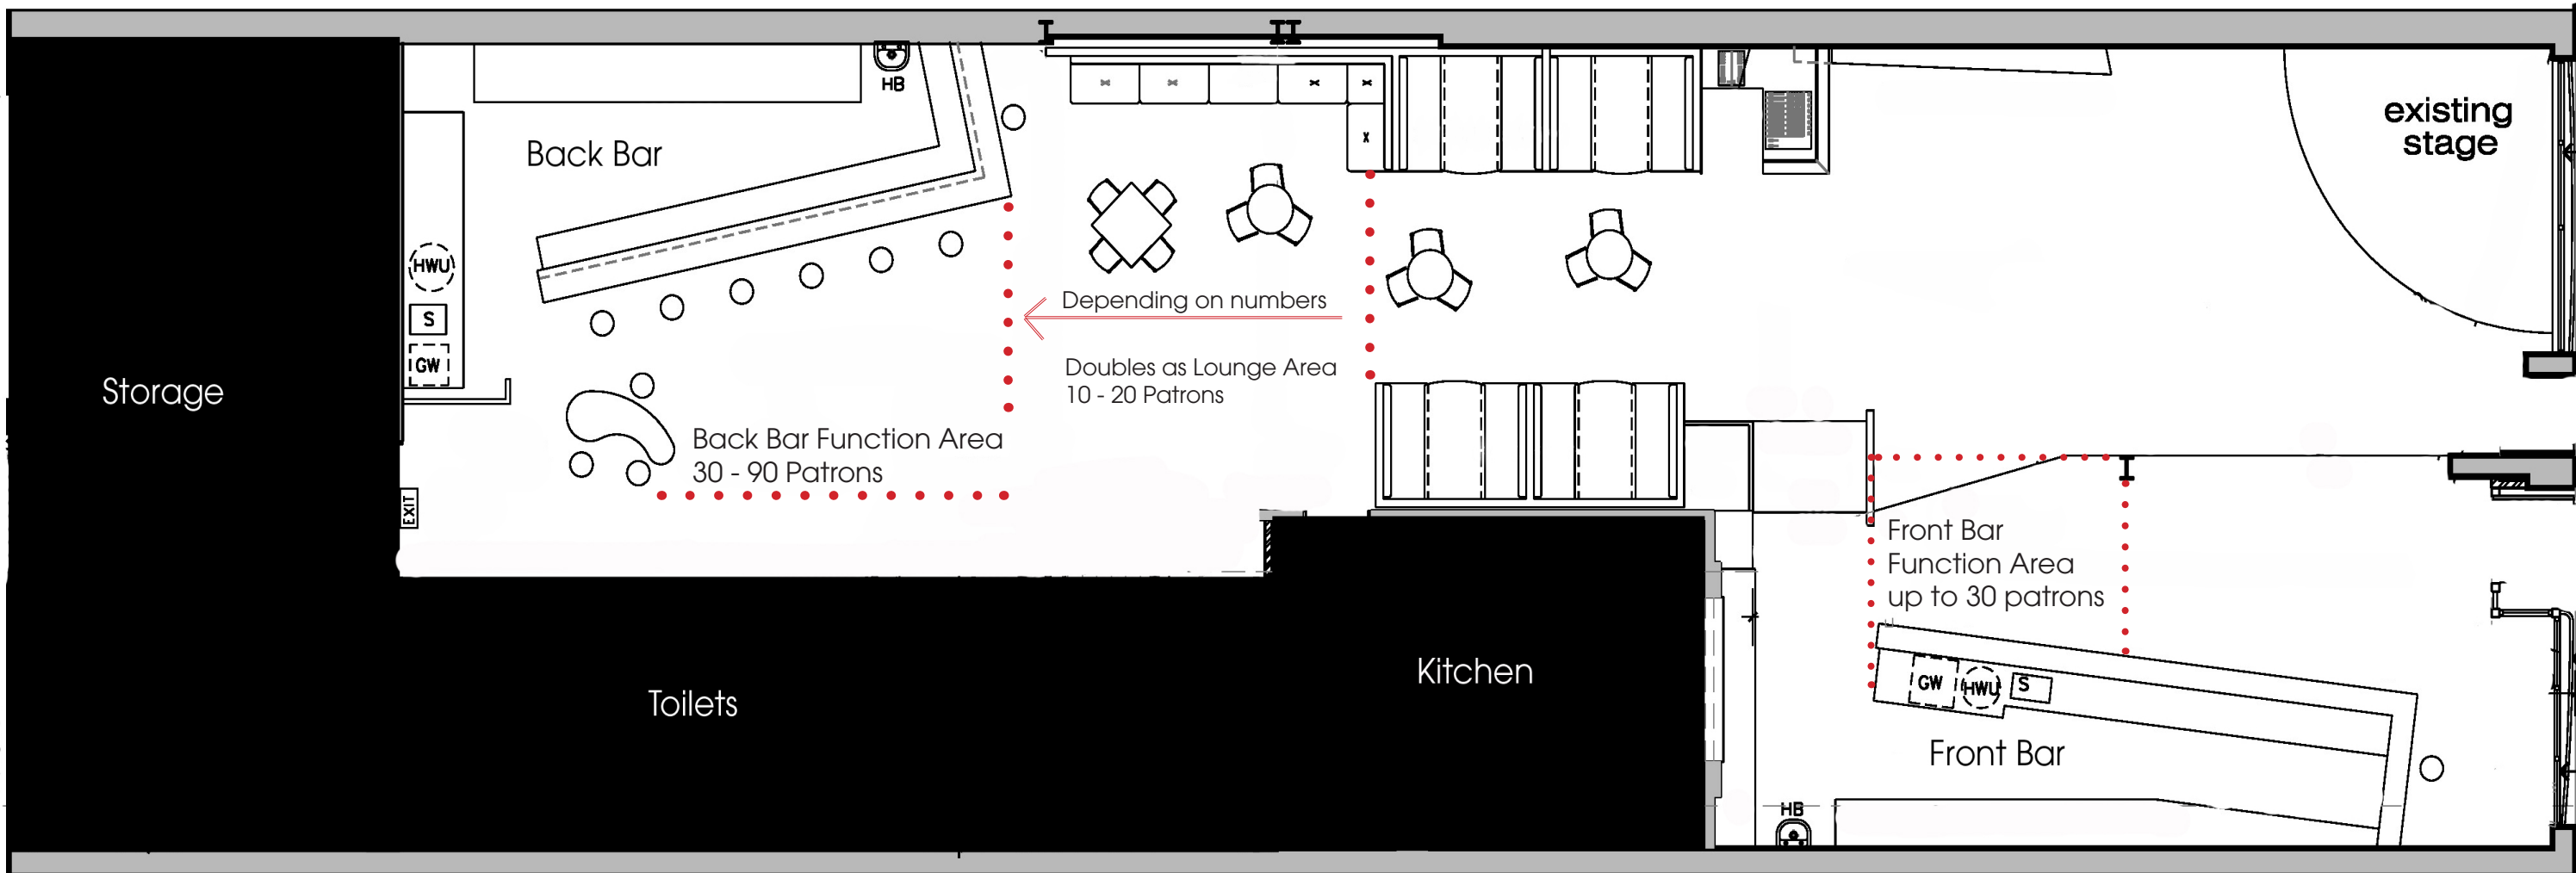 existing
stage
HB
Back Bar
HWU
S
GW
Depending on numbers
Doubles as Lounge Area
10 - 20 Patrons
Storage
Back Bar Function Area
30 - 90 Patrons
EXIT
Front Bar
Function Area
up to 30 patrons
Kitchen
Toilets
GW
HWU
S
Front Bar
HB